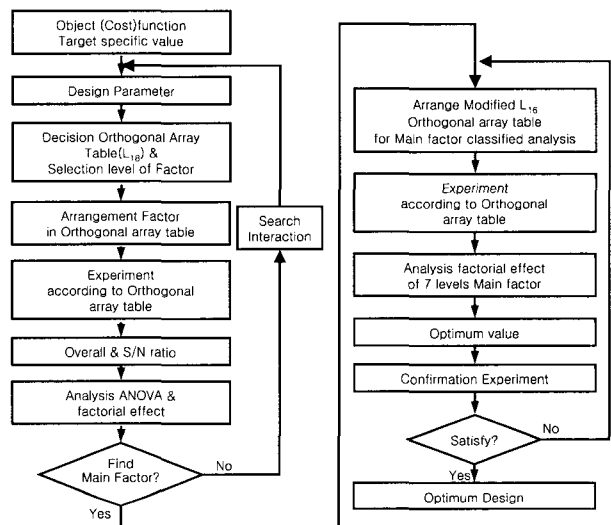 Object (Cost)function
Target specific value
Design Parameter
Decision Orthogonal Array
Table(L18) &
Selection level of Factor
Arrangement Factor
in Orthogonal array table
Search
Interaction
Experiment
according to Orthogonal
array table
Overall & S/N ratio
Analysis ANOVA &
factorial effect
Find
Main Factor?
No
Yes
Arrange Modified L16
Orthogonal array table
for Main factor classified analysis
Experiment
according to Orthogonal
array table
Analysis factorial effect
of 7 levels Main factor
Optimum value
Confirmation Experiment
Satisfy?
No
Yes
Optimum Design